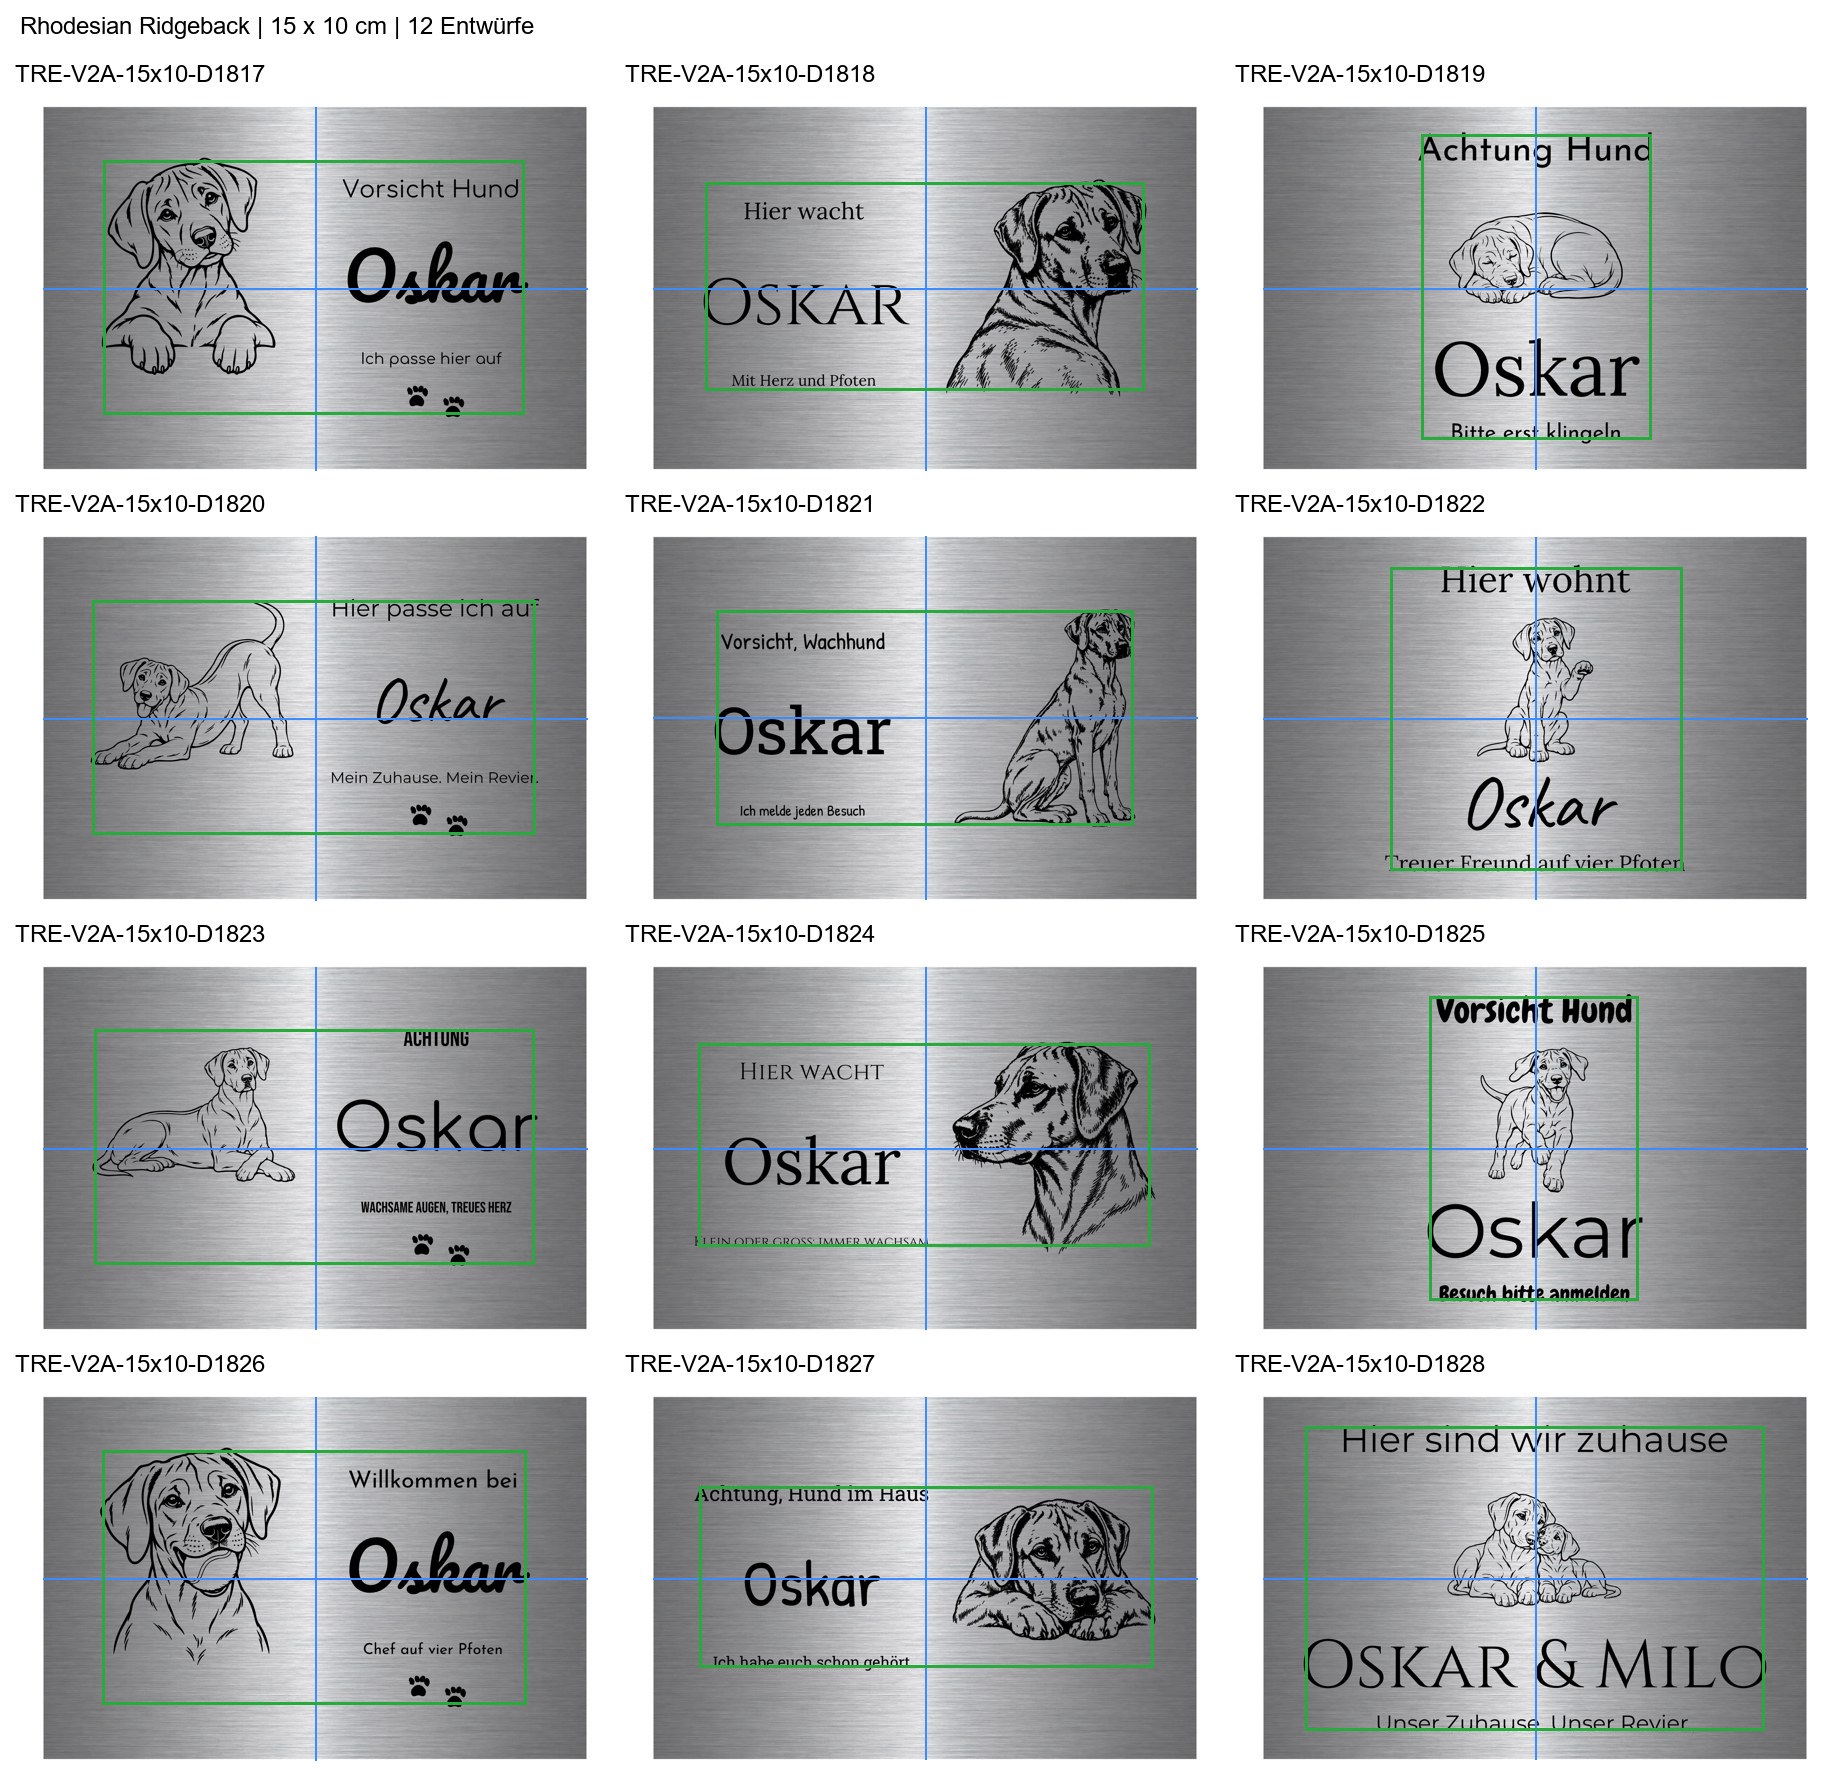 Rhodesian Ridgeback | 15 x 10 cm | 12 Entwürfe
TRE-V2A-15x10-D1817
Vorsicht Hund
Oskar
Ich passe hier auf
TRE-V2A-15x10-D1818
Hier wacht
OSKAR
Mit Herz und Pfoten
TRE-V2A-15x10-D1819
Achtung Hund
Oskar
Bitte erst klingeln
TRE-V2A-15x10-D1820
Hier passe ich auf
Oskar
Mein Zuhause. Mein Revier.
TRE-V2A-15x10-D1821
Vorsicht, Wachhund
Oskar
Ich melde jeden Besuch
TRE-V2A-15x10-D1822
Hier wohnt
Oskar
Treuer Freund auf vier Pfoten
TRE-V2A-15x10-D1823
ACHTUNG
Oskar
WACHSAME AUGEN, TREUES HERZ
TRE-V2A-15x10-D1824
HIER WACHT
Oskar
KLEIN ODER GROSS: IMMER WACHSAM
TRE-V2A-15x10-D1825
Vorsicht Hund
Oskar
Besuch bitte anmelden
TRE-V2A-15x10-D1826
Willkommen bei
Oskar
Chef auf vier Pfoten
TRE-V2A-15x10-D1827
Achtung, Hund im Haus
Oskar
Ich habe euch schon gehört
TRE-V2A-15x10-D1828
Hier sind wir zuhause
OSKAR & MILO
Unser Zuhause. Unser Revier.